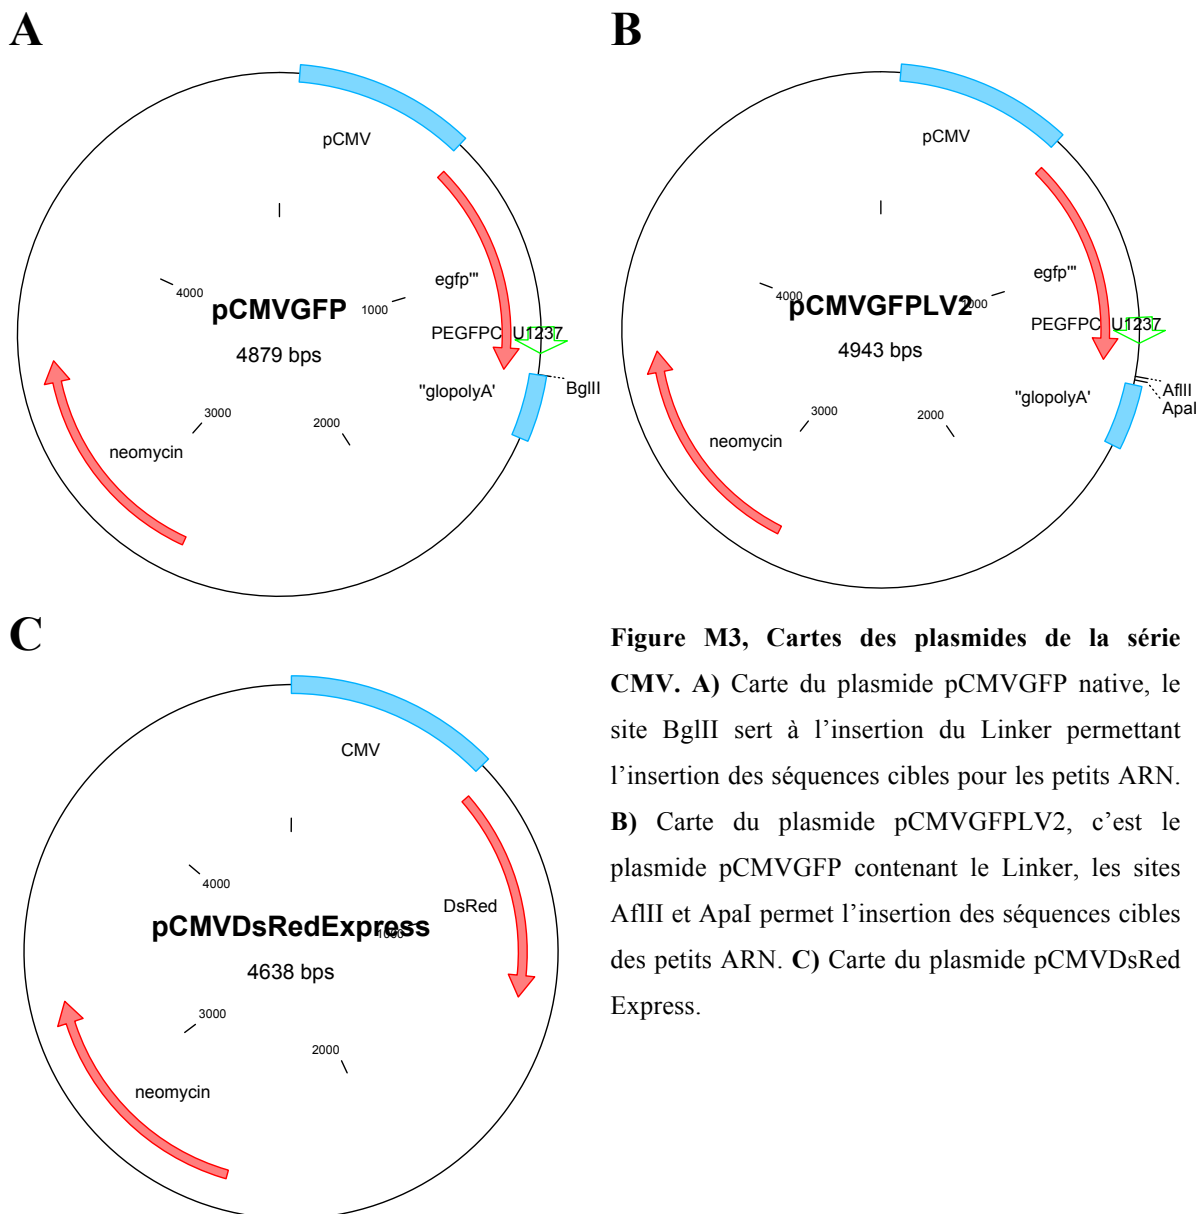 A
pCMV
egfp'''
4000
1000
pCMVGFP
4879 bps
PEGFPC U1237
BglII
"glopolyA'
3000
2000
neomycin
B
pCMV
egfp'''
4000
1000
pCMVGFPLV2
4943 bps
PEGFPC U1237
AflII
ApaI
"glopolyA'
3000
2000
neomycin
C
CMV
4000
DsRed
pCMVDsRedExpress
1000
4638 bps
3000
2000
neomycin
Figure M3, Cartes des plasmides de la série
CMV. A) Carte du plasmide pCMVGFP native, le
site BglII sert à l'insertion du Linker permettant
l'insertion des séquences cibles pour les petits ARN.
B) Carte du plasmide pCMVGFPLV2, c'est le
plasmide pCMVGFP contenant le Linker, les sites
AflII et ApaI permet l'insertion des séquences cibles
des petits ARN. C) Carte du plasmide pCMVDsRed
Express.